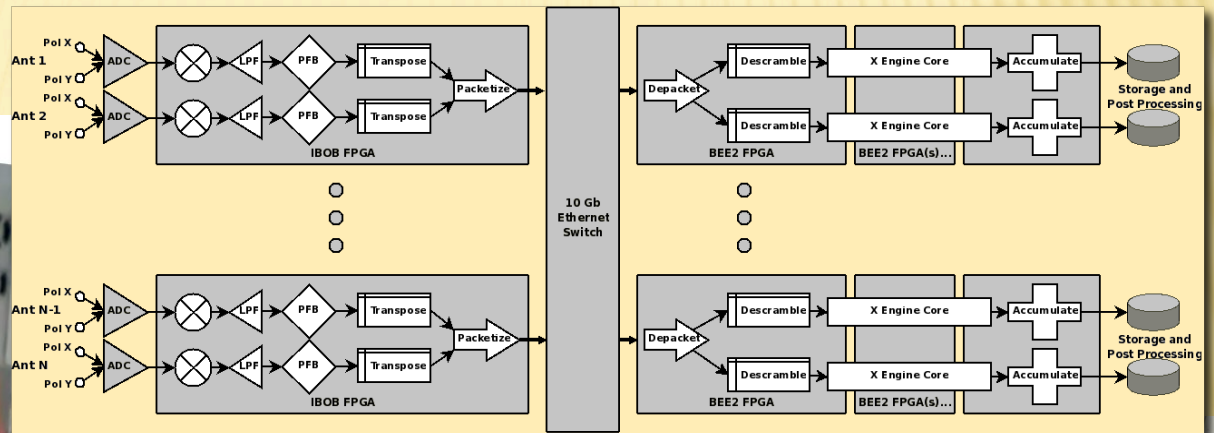 Pol X
Ant 1
Pol Y
ADC
LPF
PFB
Transpose
Pol X
Ant 2
Pol Y
ADC
LPF
PFB
Transpose
Packetize
IBOB FPGA
10 Gb
Ethernet
Switch
Depacket
Descramble
Descramble
BEE2 FPGA
X Engine Core
X Engine Core
BEE2 FPGA(s)...
Accumulate
Accumulate
Storage and
Post Processing
Pol X
Ant N-1
Pol Y
ADC
LPF
PFB
Transpose
Pol X
Ant N
Pol Y
ADC
LPF
PFB
Transpose
Packetize
IBOB FPGA
Depacket
Descramble
Descramble
BEE2 FPGA
X Engine Core
X Engine Core
BEE2 FPGA(s)...
Accumulate
Accumulate
Storage and
Post Processing